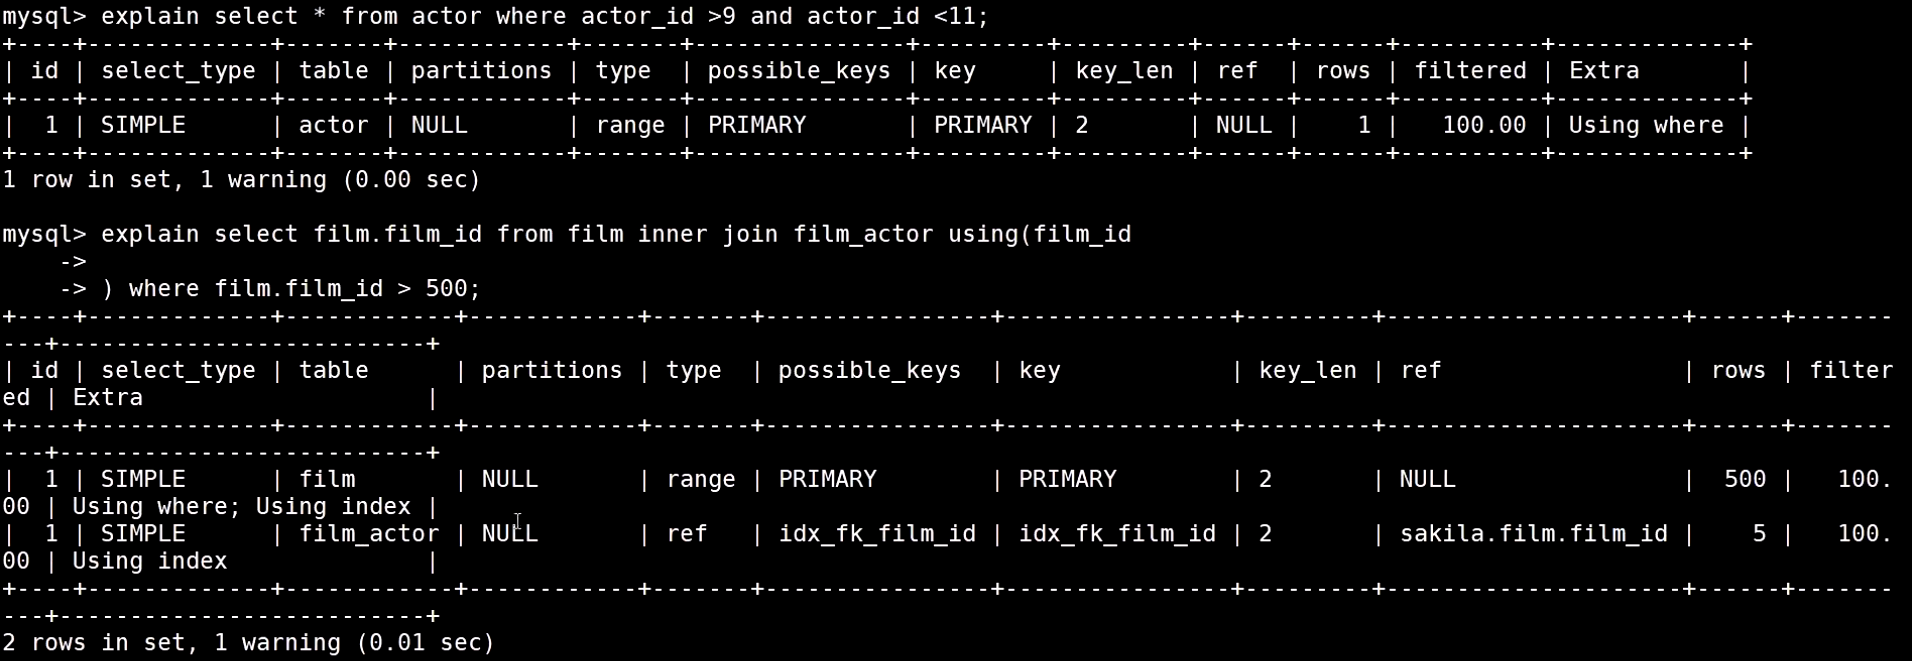 mysql> explain select * from actor where actor_id >9 and actor_id <11;
+----+-------------+-------+------------+-------+---------------+---------+---------+------+------+----------+-------------+
| id | select_type | table | partitions | type  | possible_keys | key     | key_len | ref  | rows | filtered | Extra       |
+----+-------------+-------+------------+-------+---------------+---------+---------+------+------+----------+-------------+
|  1 | SIMPLE      | actor | NULL       | range | PRIMARY       | PRIMARY | 2       | NULL |    1 |   100.00 | Using where |
+----+-------------+-------+------------+-------+---------------+---------+---------+------+------+----------+-------------+
1 row in set, 1 warning (0.00 sec)

mysql> explain select film.film_id from film inner join film_actor using(film_id
    ->
    -> ) where film.film_id > 500;
+----+-------------+------------+------------+-------+----------------+----------------+---------+---------------------+------+-------
---+--------------------------+
| id | select_type | table      | partitions | type  | possible_keys  | key            | key_len | ref                 | rows | filter
ed | Extra                    |
+----+-------------+------------+------------+-------+----------------+----------------+---------+---------------------+------+-------
---+--------------------------+
|  1 | SIMPLE      | film       | NULL       | range | PRIMARY        | PRIMARY        | 2       | NULL                |  500 |   100.
00 | Using where; Using index |
|  1 | SIMPLE      | film_actor | NULL       | ref   | idx_fk_film_id | idx_fk_film_id | 2       | sakila.film.film_id |    5 |   100.
00 | Using index              |
+----+-------------+------------+------------+-------+----------------+----------------+---------+---------------------+------+-------
---+--------------------------+
2 rows in set, 1 warning (0.01 sec)